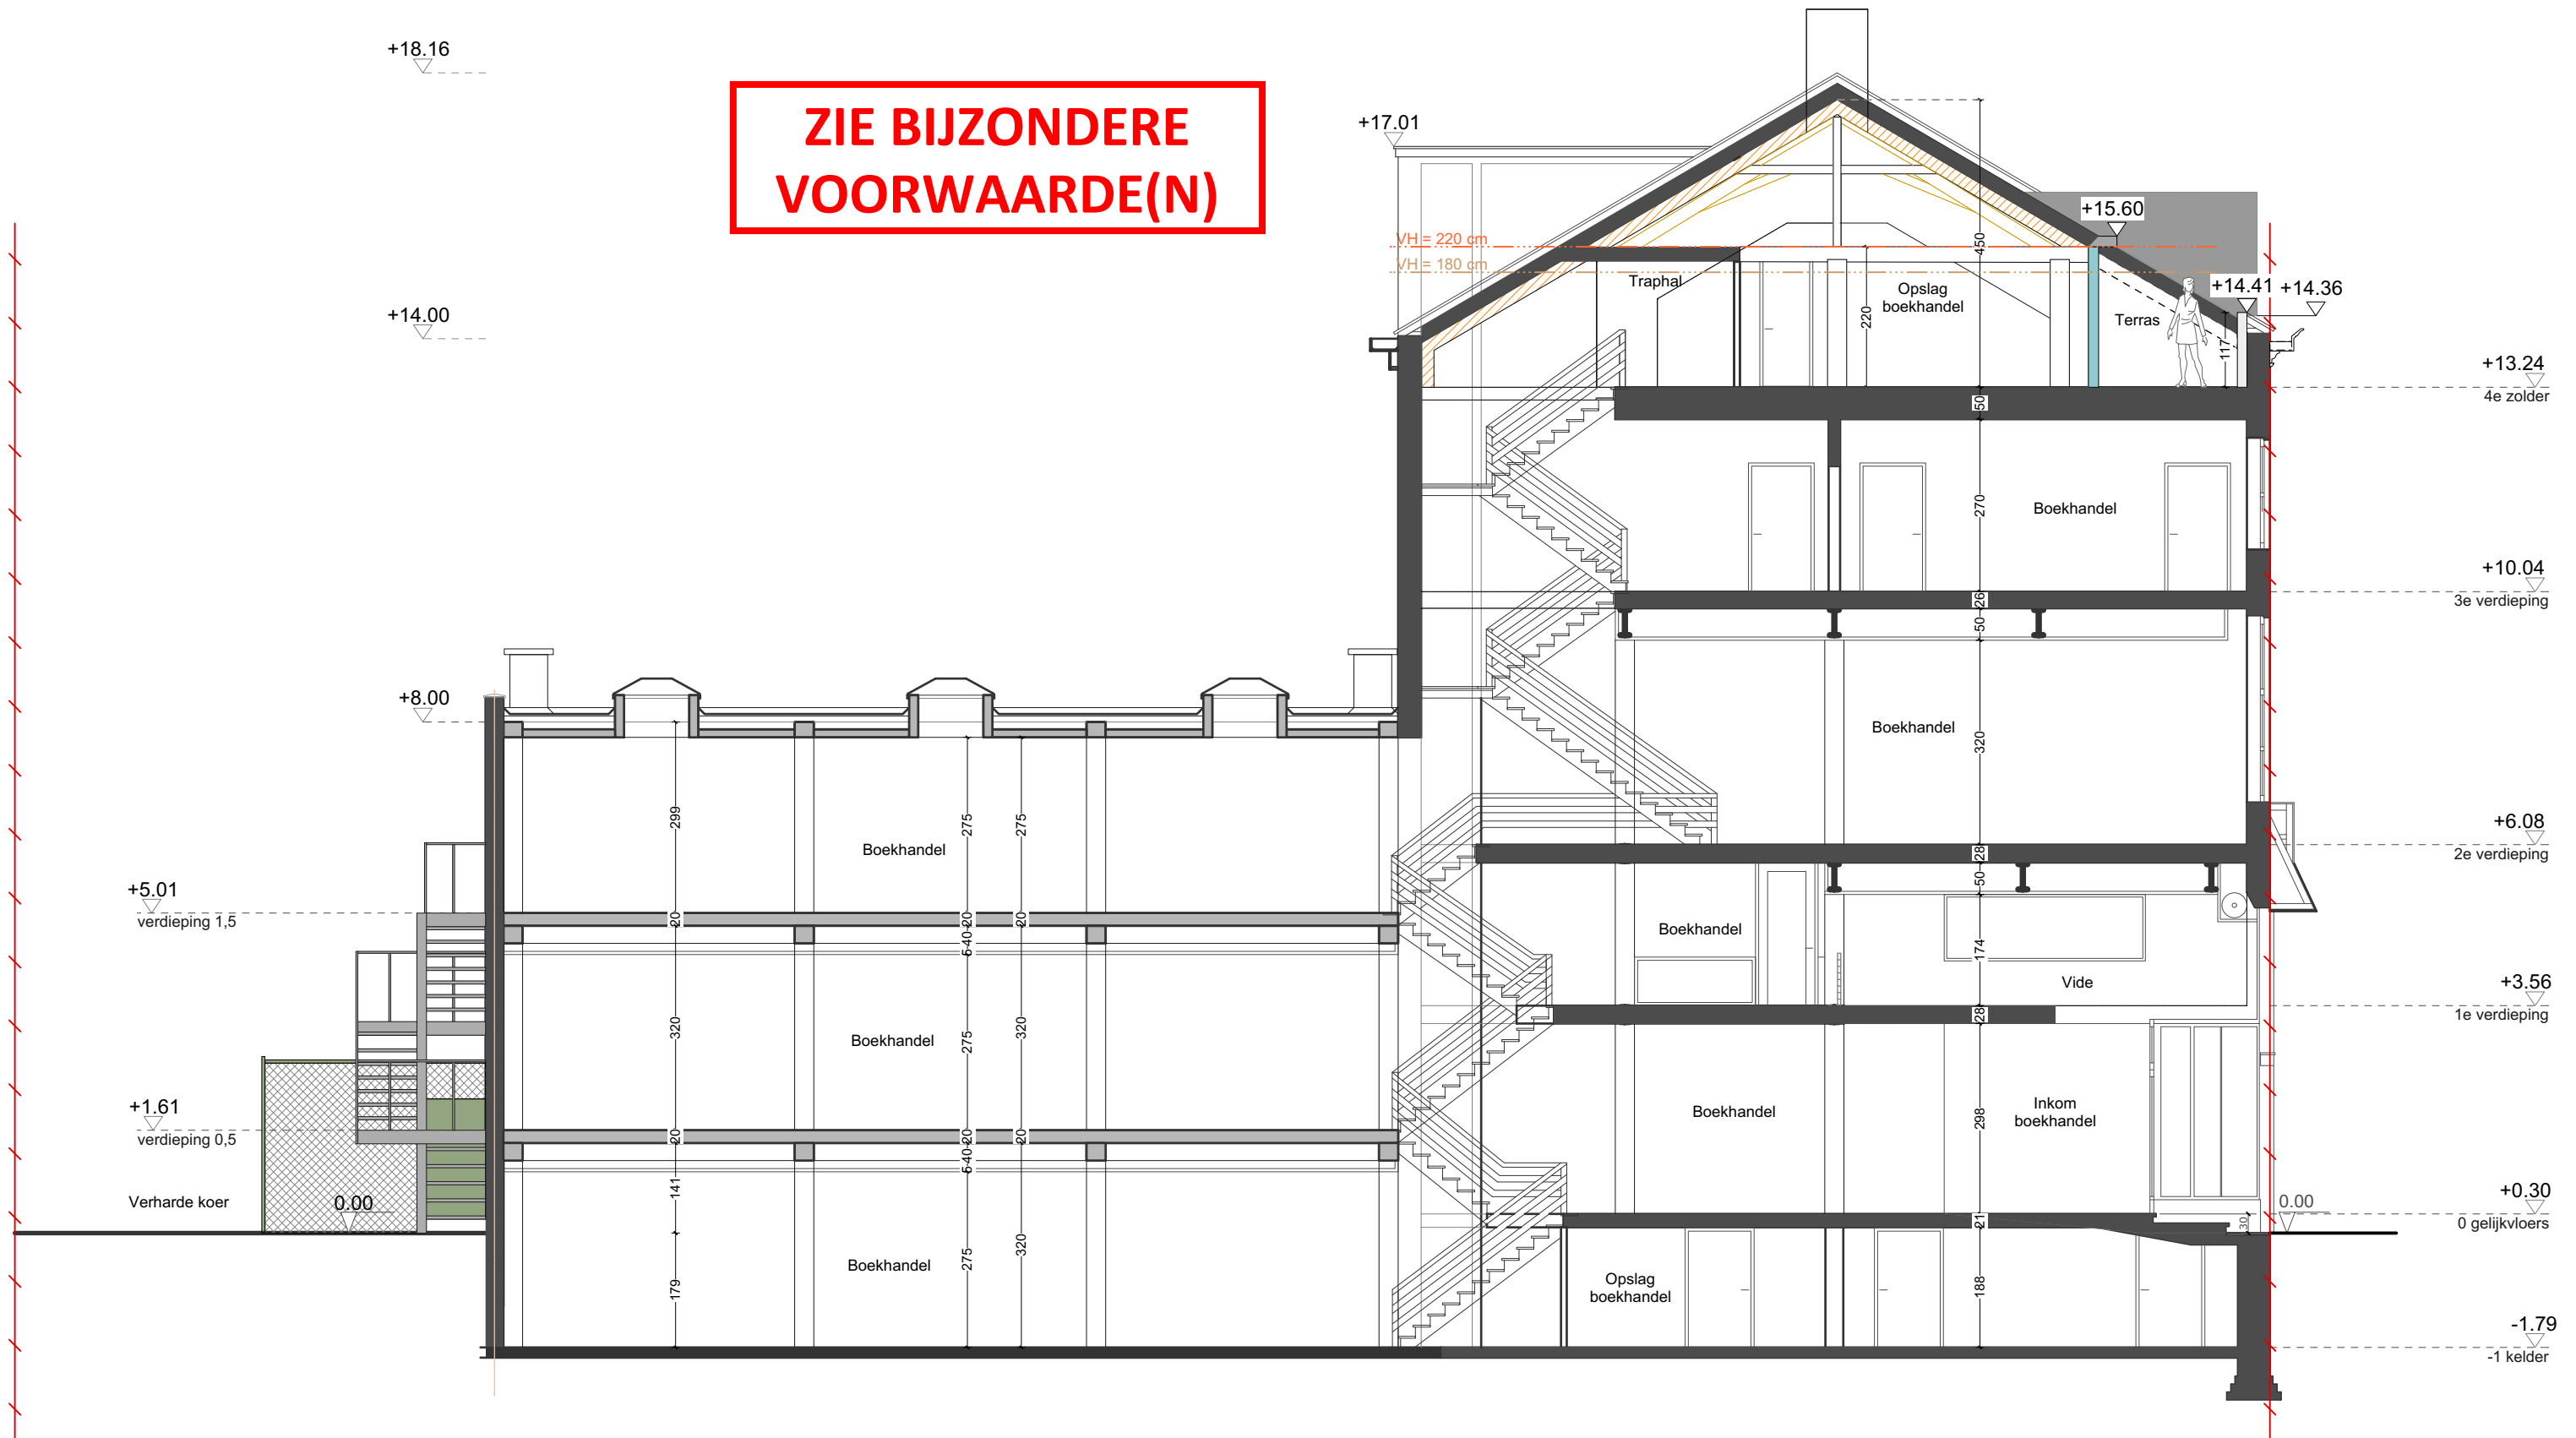 +18.16
ZIE BIJZONDERE
VOORWAARDE(N)
+17.01
+15.60
VH = 220 cm
VH = 180 cm
450
Traphal
Opslag
boekhandel
220
Terras
+14.41
+14.36
117
+14.00
+13.24
4e zolder
50
270
Boekhandel
+10.04
3e verdieping
26
50
+8.00
Boekhandel
320
299
275
275
Boekhandel
+6.08
2e verdieping
28
50
+5.01
verdieping 1,5
20
20
20
40
6
Boekhandel
174
Vide
+3.56
1e verdieping
28
320
275
320
Boekhandel
+1.61
verdieping 0,5
20
20
20
40
6
Boekhandel
298
Inkom
boekhandel
Verharde koer
0.00
141
+0.30
0 gelijkvloers
0.00
30
21
179
275
320
Boekhandel
Opslag
boekhandel
188
-1.79
-1 kelder